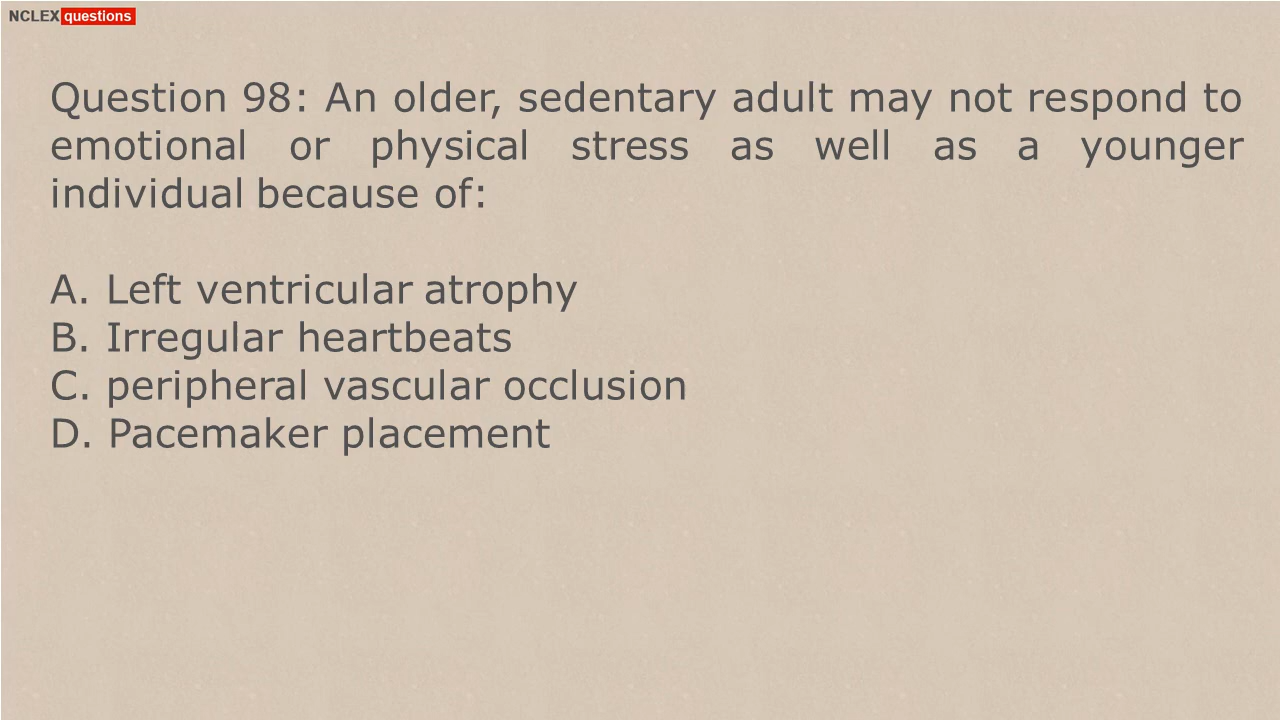 NCLEX questions
Question 98: An older, sedentary adult may not respond to
emotional or physical stress as well as a younger
individual because of:
A. Left ventricular atrophy
B. Irregular heartbeats
C. peripheral vascular occlusion
D. Pacemaker placement